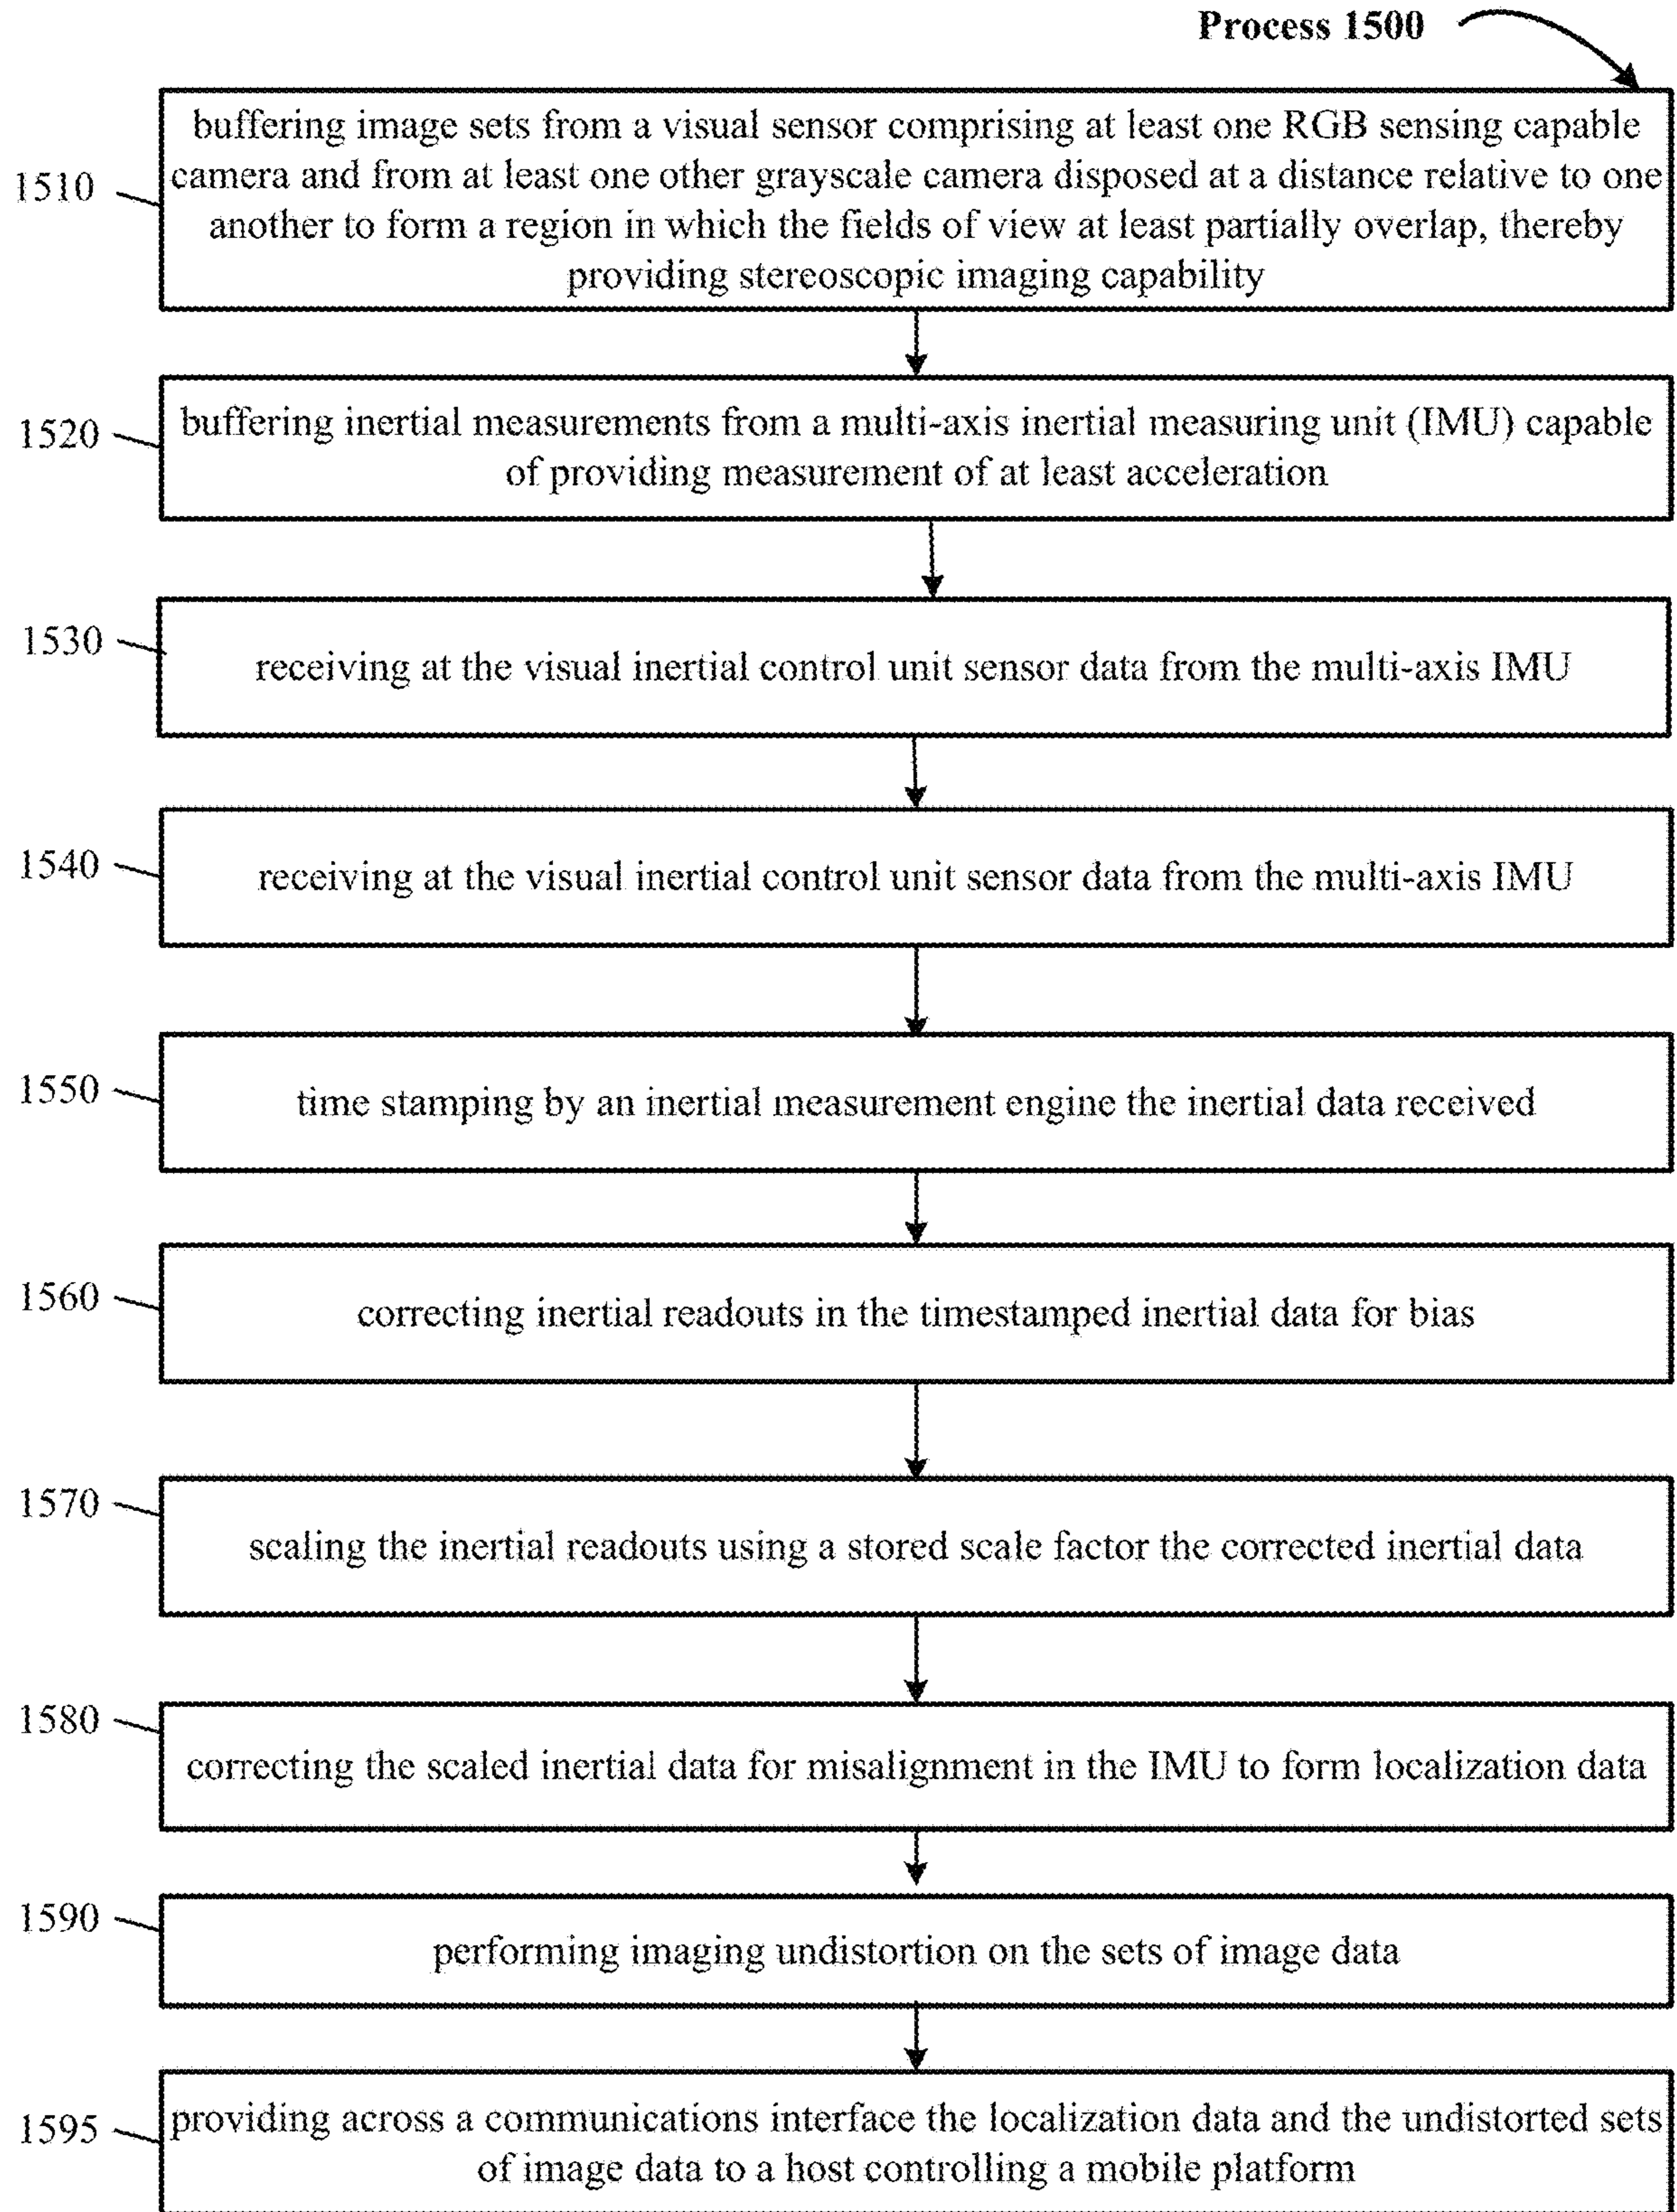 Process 1500
1510
buffering image sets from a visual sensor comprising at least one RGB sensing capable
camera and from at least one other grayscale camera disposed at a distance relative to one
another to form a region in which the fields of view at least partially overlap, thereby
providing stereoscopic imaging capability
1520
buffering inertial measurements from a multi-axis inertial measuring unit (IMU) capable
of providing measurement of at least acceleration
1530
receiving at the visual inertial control unit sensor data from the multi-axis IMU
1540
receiving at the visual inertial control unit sensor data from the multi-axis IMU
1550
time stamping by an inertial measurement engine the inertial data received
1560
correcting inertial readouts in the timestamped inertial data for bias
1570
scaling the inertial readouts using a stored scale factor the corrected inertial data
1580
correcting the scaled inertial data for misalignment in the IMU to form localization data
1590
performing imaging undistortion on the sets of image data
1595
providing across a communications interface the localization data and the undistorted sets
of image data to a host controlling a mobile platform